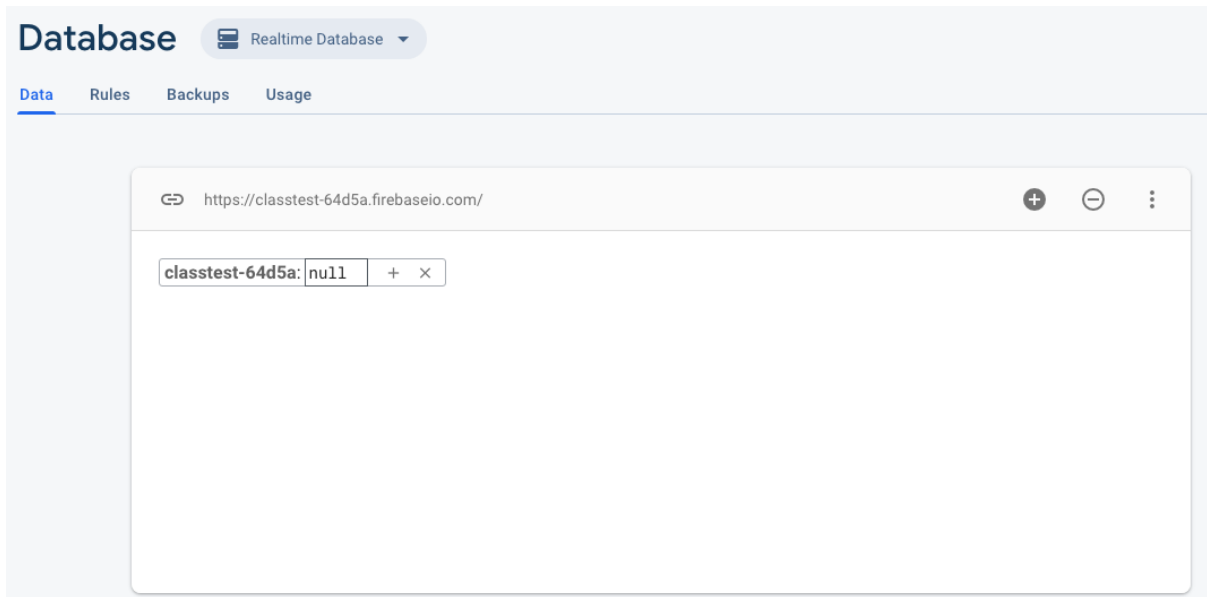 Database Realtime Database
Data Rules Backups Usage
https://classtest-64d5a.firebaseio.com/
classtest-64d5a: null + ×